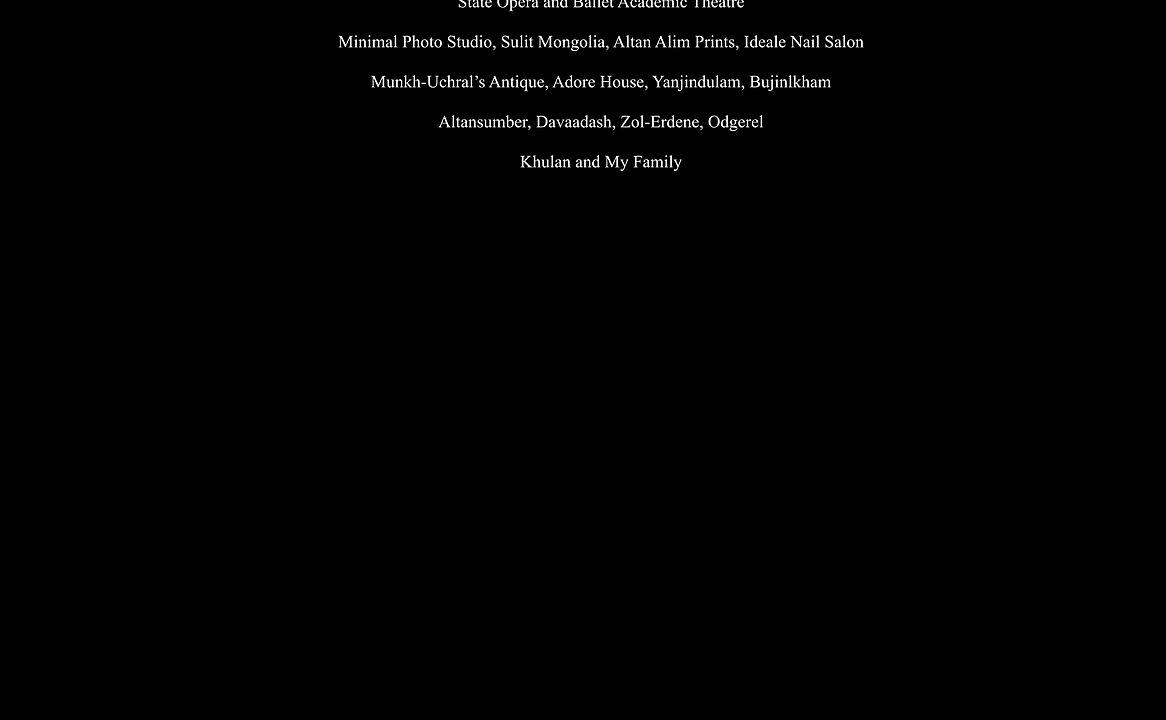 State Opera and Ballet Academic Theatre
Minimal Photo Studio, Sulit Mongolia, Altan Alim Prints, Ideale Nail Salon
Munkh-Uchral’s Antique, Adore House, Yanjindulam, Bujinlkham
Altansumber, Davaadash, Zol-Erdene, Odgerel
Khulan and My Family